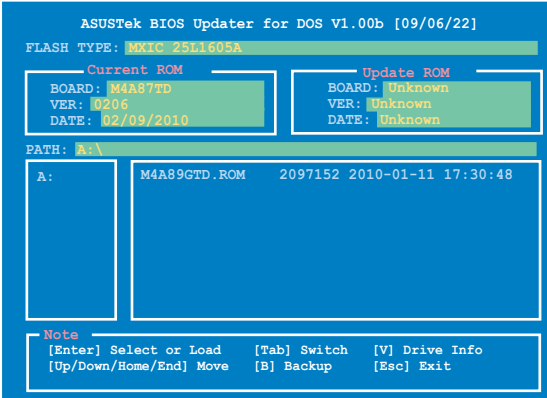 ASUSTek BIOS Updater for DOS V1.00b [09/06/22]
FLASH TYPE: MXIC 25L1605A
Current ROM
BOARD: M4A87TD
VER: 0206
DATE: 02/09/2010
Update ROM
BOARD: Unknown
VER: Unknown
DATE: Unknown
PATH: A:\
A:
M4A89GTD.ROM 2097152 2010-01-11 17:30:48
Note
[Enter] Select or Load [Tab] Switch [V] Drive Info
[Up/Down/Home/End] Move [B] Backup [Esc] Exit